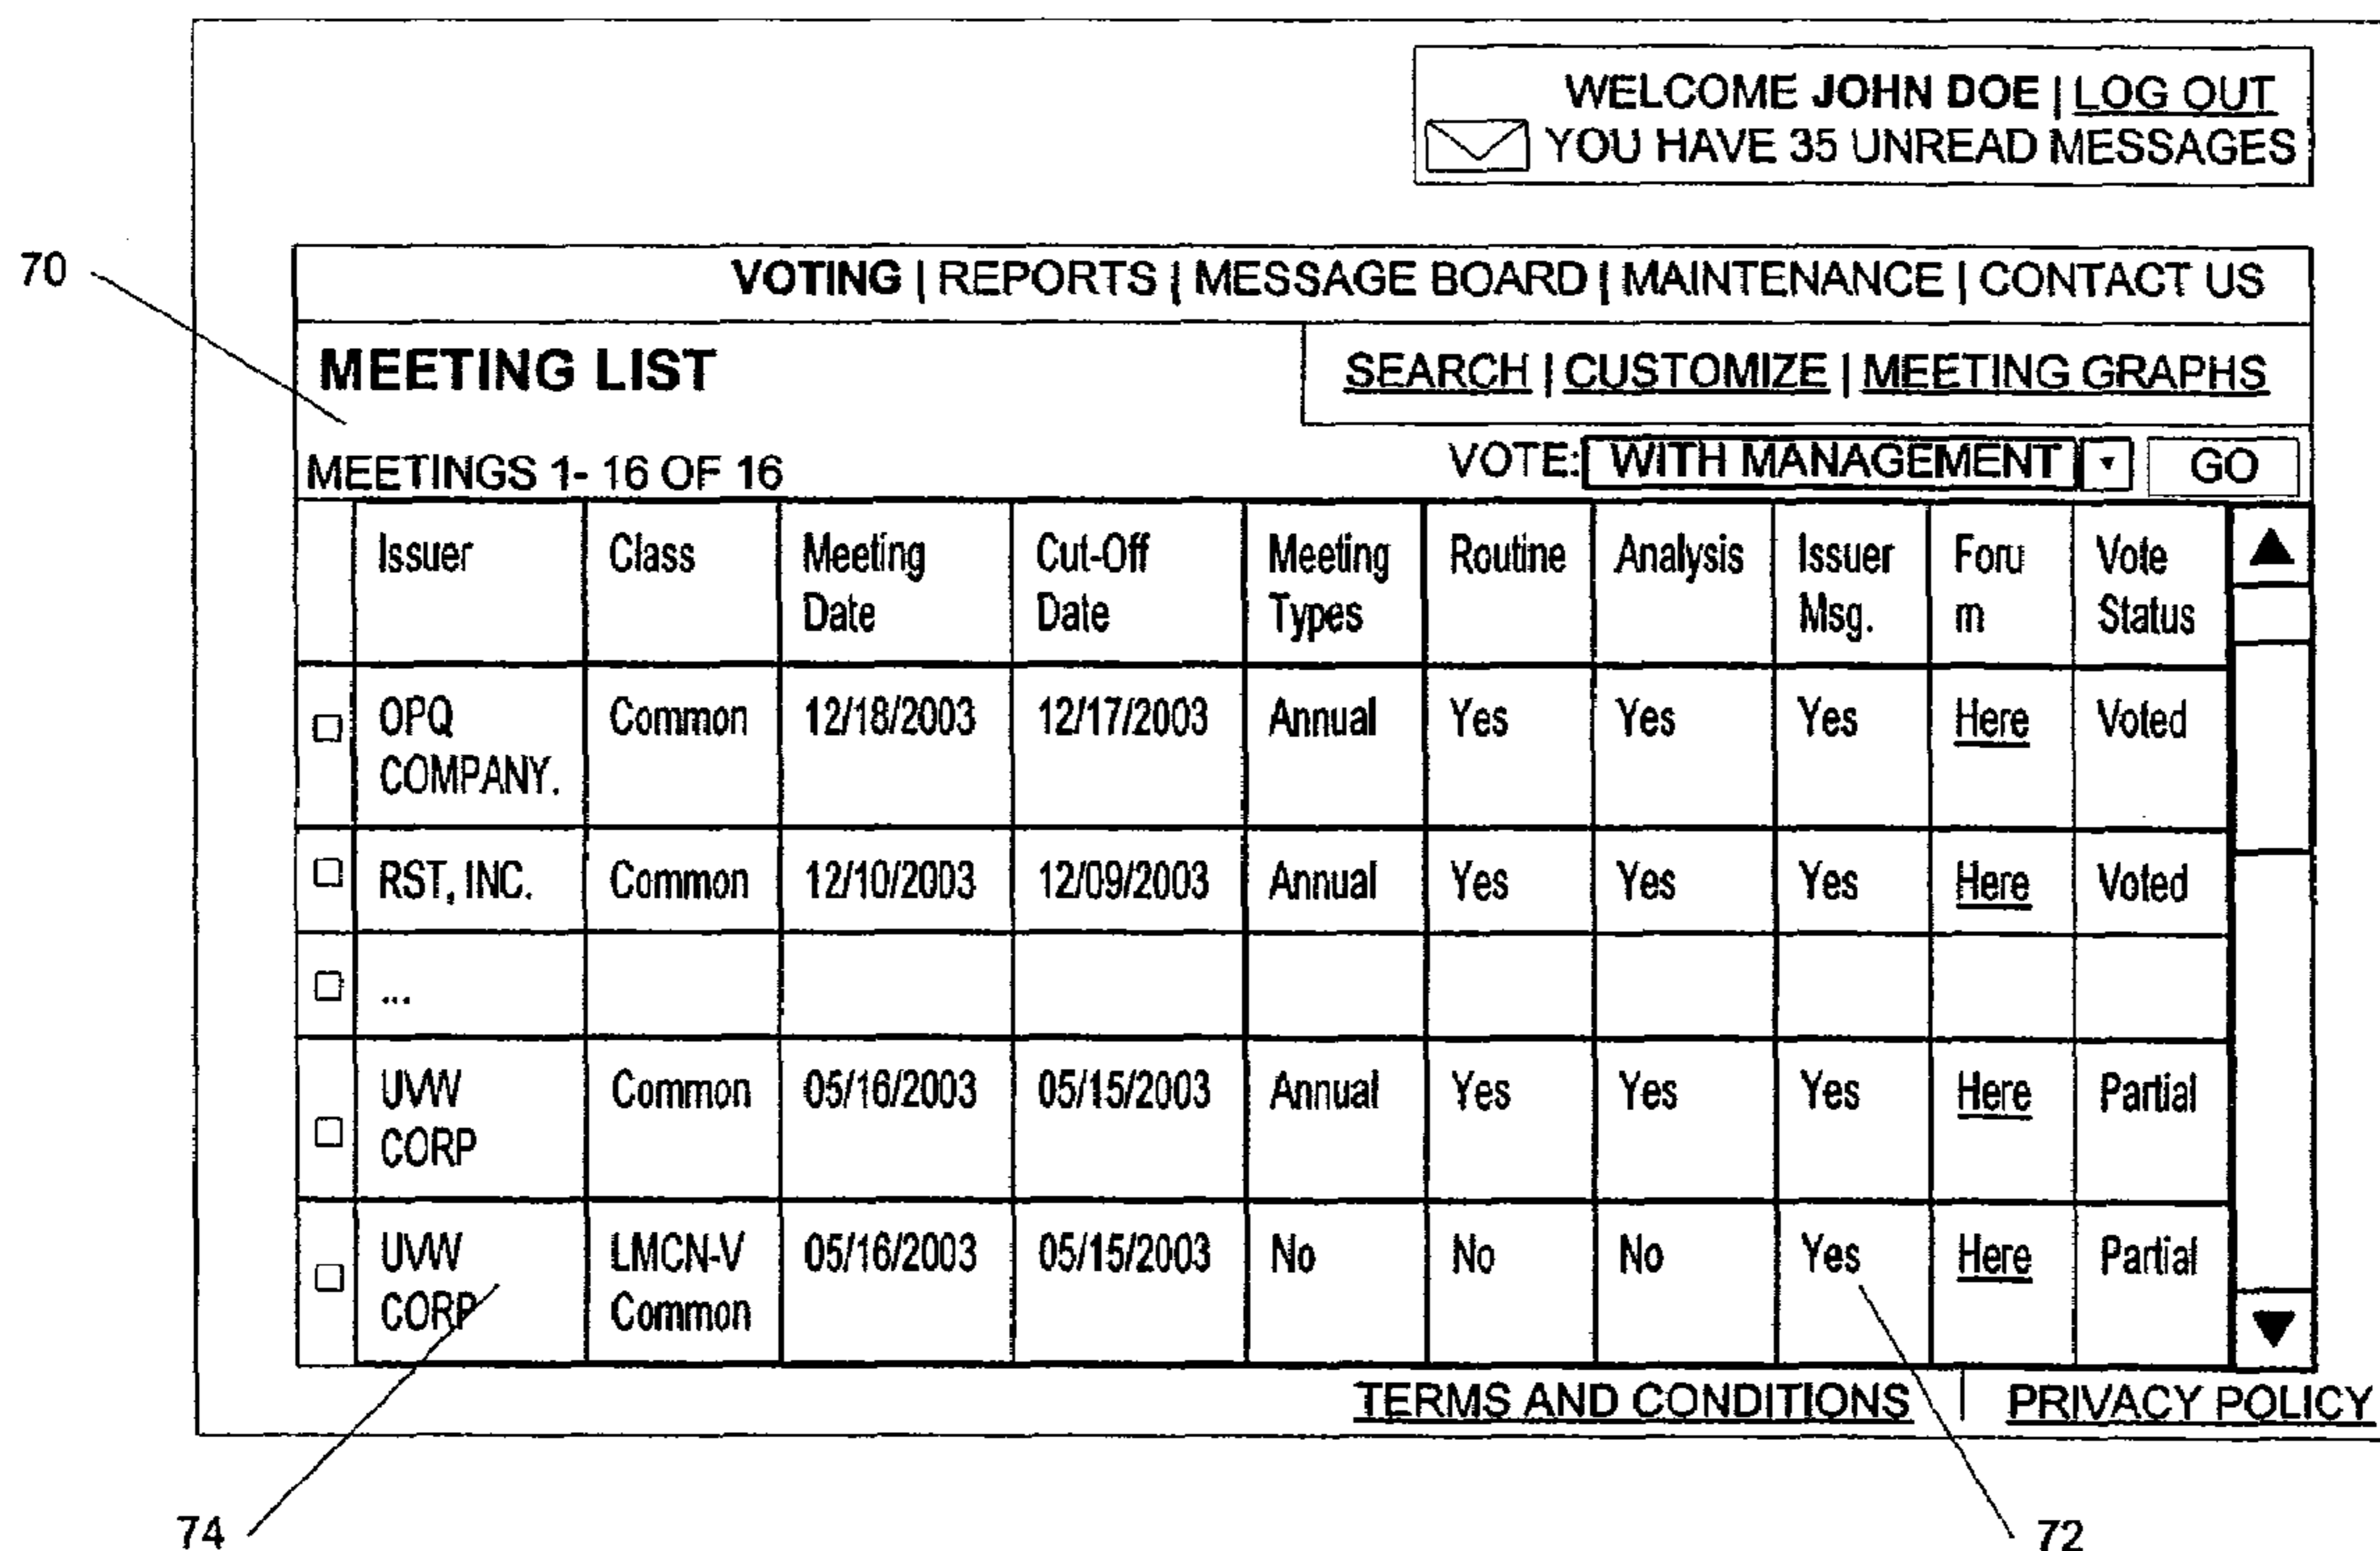 WELCOME JOHN DOE | LOG OUT
YOU HAVE 35 UNREAD MESSAGES
70
VOTING | REPORTS | MESSAGE BOARD | MAINTENANCE | CONTACT US
MEETING LIST
SEARCH | CUSTOMIZE | MEETING GRAPHS
MEETINGS 1- 16 OF 16
VOTE: WITH MANAGEMENT GO
Issuer Class Meeting Cut-Off Meeting Routine Analysis Issuer Foru Vote
Date Date Types Msg. m Status
OPQ Common 12/18/2003 12/17/2003 Annual Yes Yes Yes Here Voted
COMPANY.
RST, INC. Common 12/10/2003 12/09/2003 Annual Yes Yes Yes Here Voted
...
UVW Common 05/16/2003 05/15/2003 Annual Yes Yes Yes Here Partial
CORP
UVW LMCN-V 05/16/2003 05/15/2003 No No No Yes Here Partial
CORP Common
TERMS AND CONDITIONS | PRIVACY POLICY
74
72